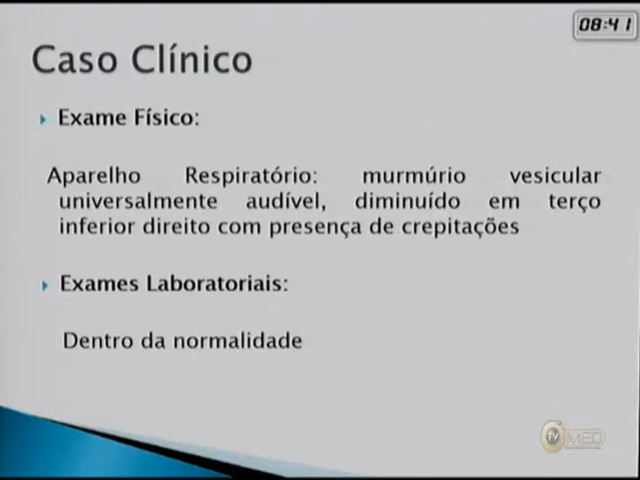 08:41
Caso Clínico
Exame Físico:
Aparelho Respiratório: murmúrio vesicular
universalmente audível, diminuído em terço
inferior direito com presença de crepitações
Exames Laboratoriais:
Dentro da normalidade
tv MED